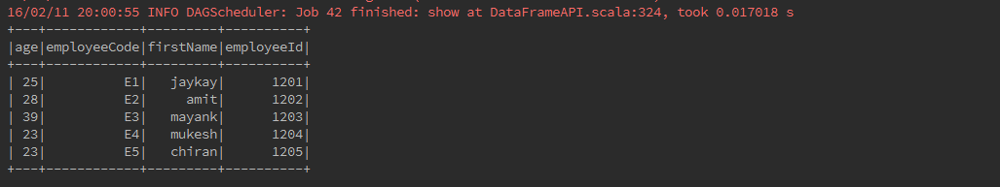 16/02/11 20:00:55 INFO DAGScheduler: Job 42 finished: show at DataFrameAPI.scala:324, took 0.017018 s
+---+------------+---------+----------+
|age|employeeCode|firstName|employeeId|
+---+------------+---------+----------+
| 25|          E1|   jaykay|      1201|
| 28|          E2|     amit|      1202|
| 39|          E3|   mayank|      1203|
| 23|          E4|   mukesh|      1204|
| 23|          E5|   chiran|      1205|
+---+------------+---------+----------+